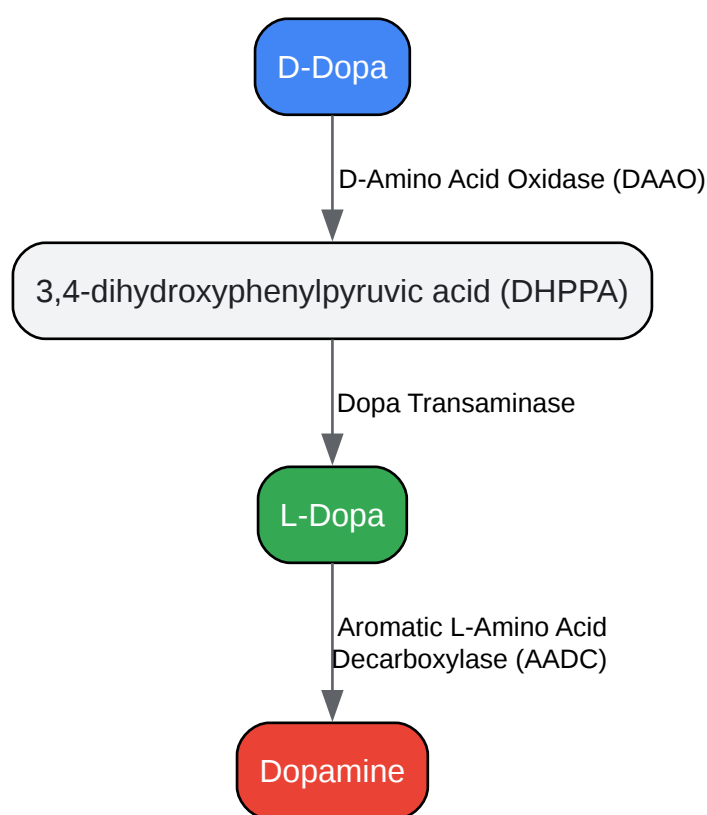 D-Dopa
D-Amino Acid Oxidase (DAAO)
3,4-dihydroxyphenylpyruvic acid (DHPPA)
Dopa Transaminase
L-Dopa
Aromatic L-Amino Acid
Decarboxylase (AADC)
Dopamine